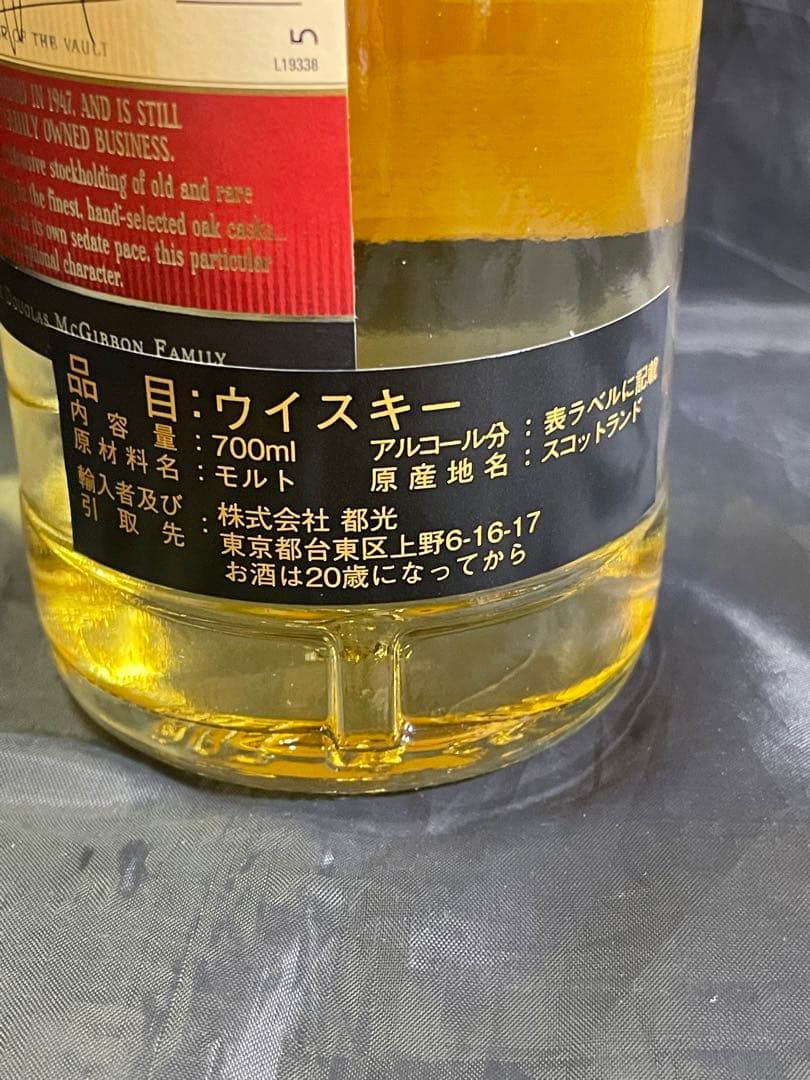 OF THE VAULT
5
L19338
IN 1947, AND IS STILL
OWNED BUSINESS.
stockholding of old and rare
the finest, hand-selected oak casks...
at its own sedate pace. this particular
character.
DOUGLAS MCGIBBON FAMILY
品目:ウイスキー
内容量:700ml アルコール分:表ラベルに記載
原材料名:モルト 原産地名:スコットランド
輸入者及び引取先:株式会社 都光
東京都台東区上野6-16-17
お酒は20歳になってから